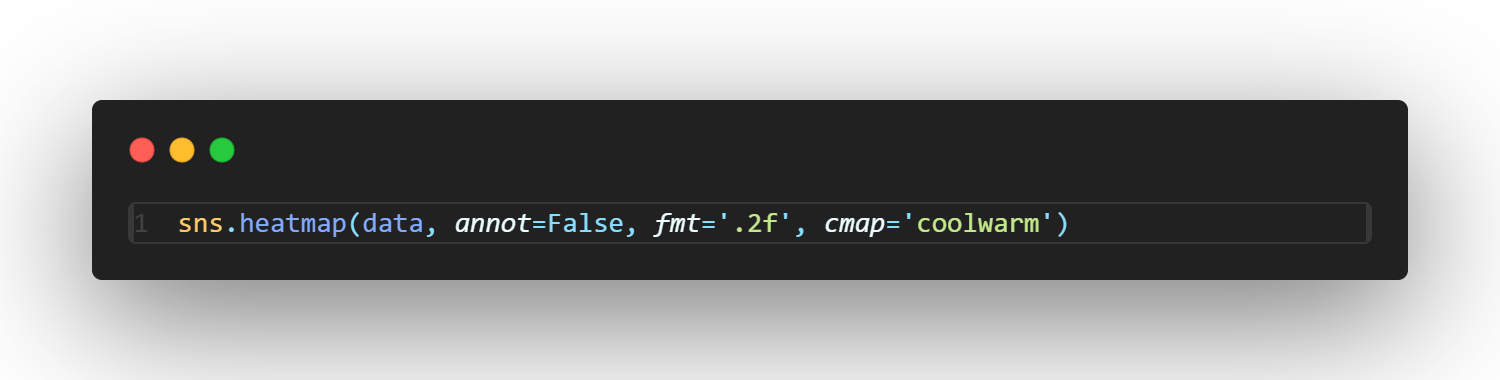 1 sns.heatmap(data, annot=False, fmt='.2f', cmap='coolwarm')